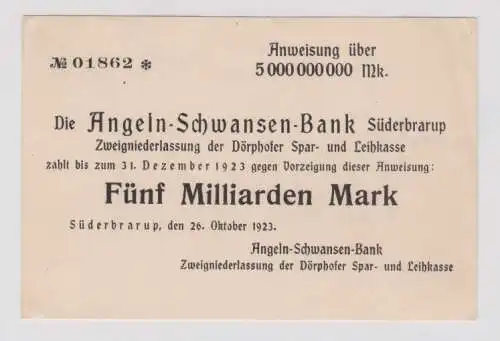 № 01862 *
Anweisung über
5 000 000 000 Mk.
Die Angeln-Schwansen-Bank Süderbrarup
Zweigniederlassung der Dörphofer Spar- und Leihkasse
zahlt bis zum 31. Dezember 1923 gegen Vorzeigung dieser Anweisung:
Fünf Milliarden Mark
Süderbrarup, den 26. Oktober 1923.
Angeln-Schwansen-Bank
Zweigniederlassung der Dörphofer Spar- und Leihkasse